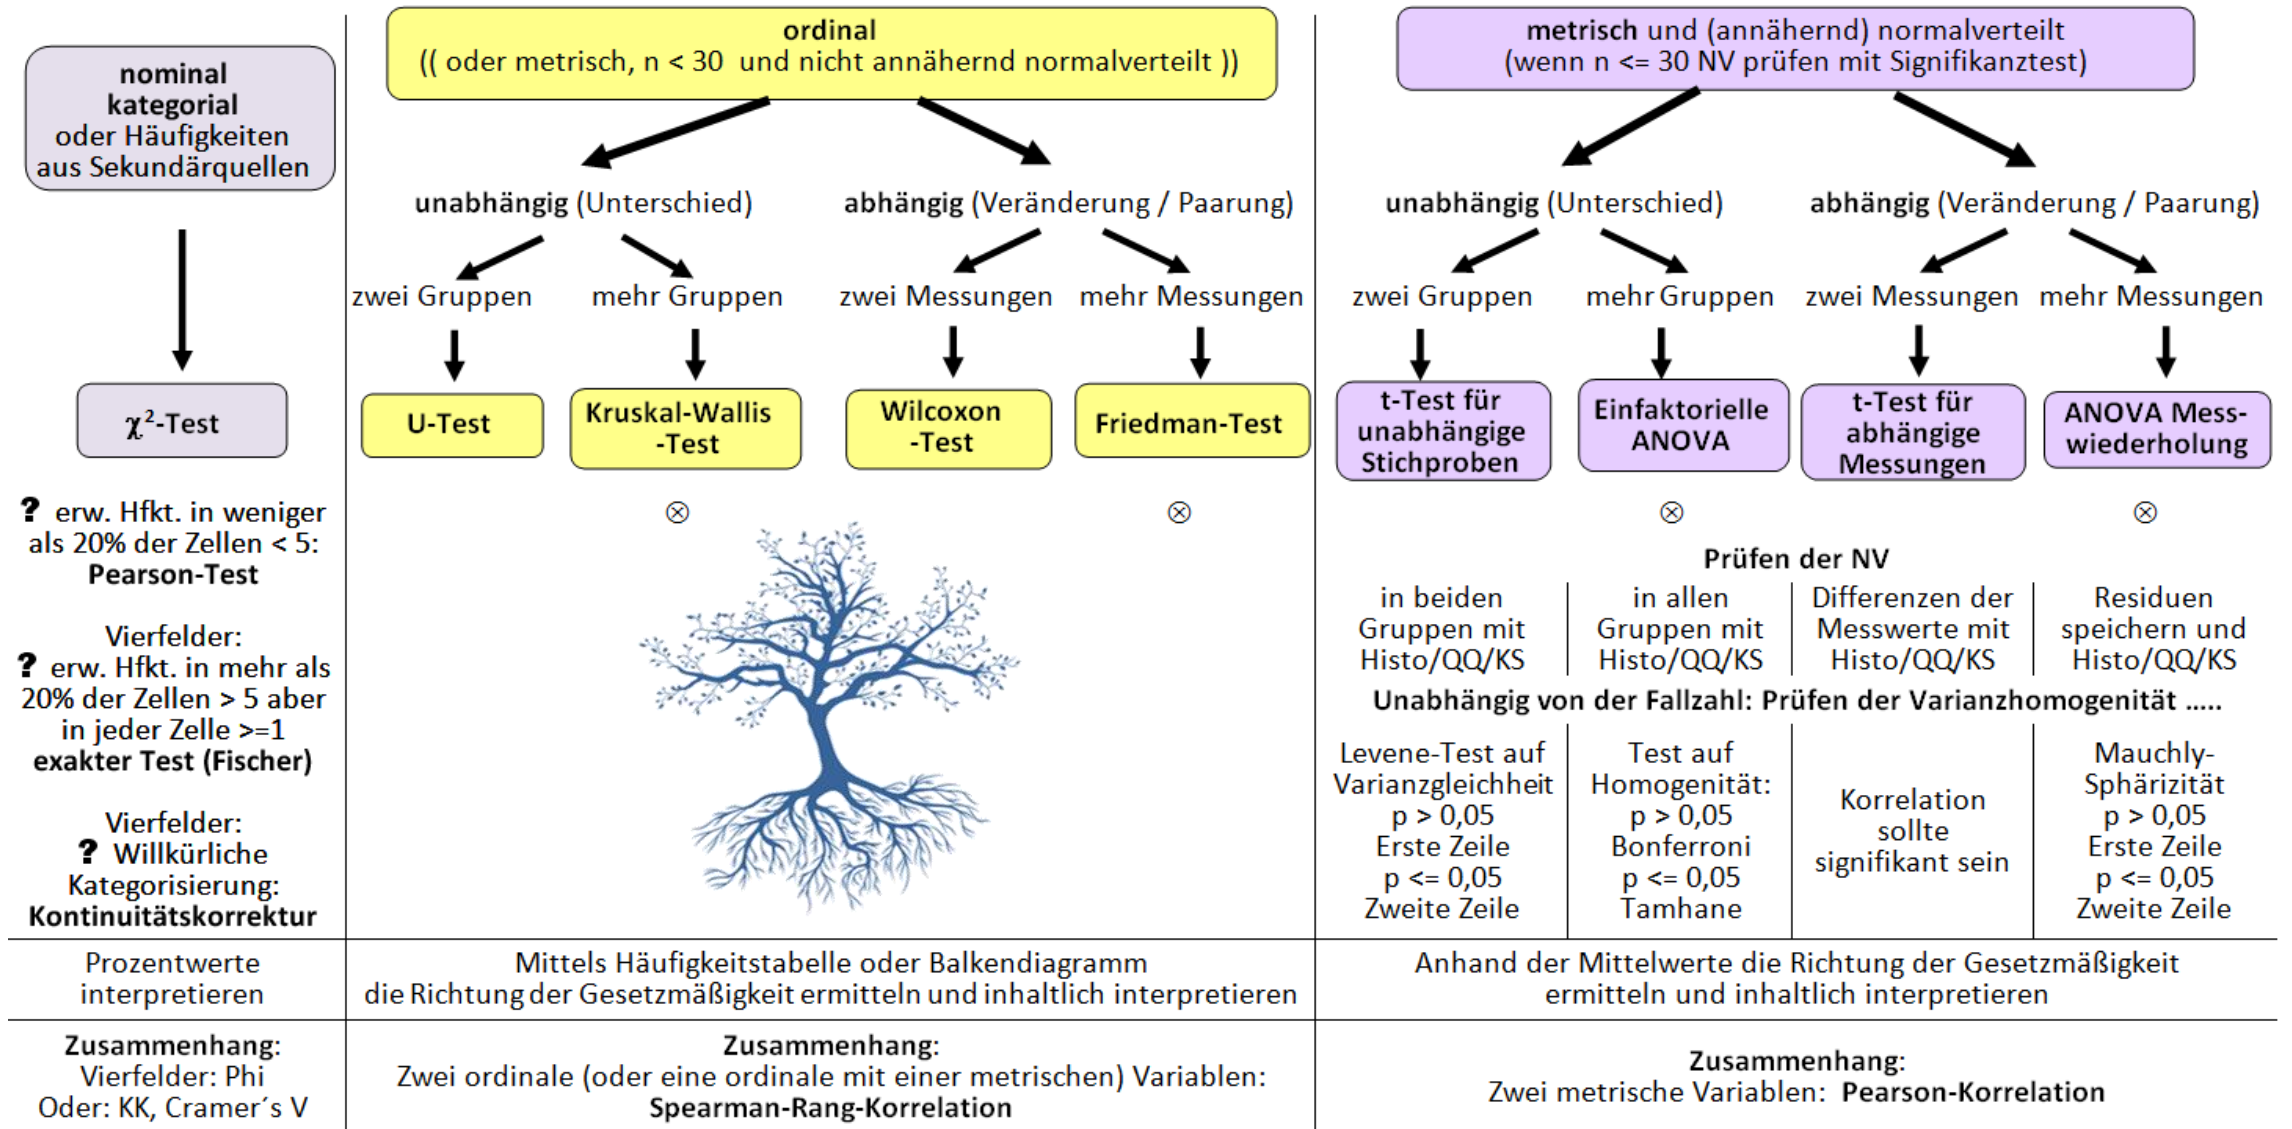 nominal
kategorial
oder Häufigkeiten
aus Sekundärquellen
χ²-Test
? erw. Hfkt. in weniger
als 20% der Zellen < 5:
Pearson-Test
Vierfelder:
? erw. Hfkt. in mehr als
20% der Zellen > 5 aber
in jeder Zelle >=1
exakter Test (Fischer)
Vierfelder:
? Willkürliche
Kategorisierung:
Kontinuitätskorrektur
Prozentwerte
interpretieren
Zusammenhang:
Vierfelder: Phi
Oder: KK, Cramer´s V
ordinal
(( oder metrisch, n < 30 und nicht annähernd normalverteilt ))
unabhängig (Unterschied)
abhängig (Veränderung / Paarung)
zwei Gruppen
mehr Gruppen
zwei Messungen
mehr Messungen
U-Test
Kruskal-Wallis
-Test
Wilcoxon
-Test
Friedman-Test
⊗
⊗
Mittels Häufigkeitstabelle oder Balkendiagramm
die Richtung der Gesetzmäßigkeit ermitteln und inhaltlich interpretieren
Zusammenhang:
Zwei ordinale (oder eine ordinale mit einer metrischen) Variablen:
Spearman-Rang-Korrelation
metrisch und (annähernd) normalverteilt
(wenn n <= 30 NV prüfen mit Signifikanztest)
unabhängig (Unterschied)
abhängig (Veränderung / Paarung)
zwei Gruppen
mehr Gruppen
zwei Messungen
mehr Messungen
t-Test für
unabhängige
Stichproben
Einfaktorielle
ANOVA
t-Test für
abhängige
Messungen
ANOVA Mess-
wiederholung
⊗
⊗
Prüfen der NV
in beiden
Gruppen mit
Histo/QQ/KS
in allen
Gruppen mit
Histo/QQ/KS
Differenzen der
Messwerte mit
Histo/QQ/KS
Residuen
speichern und
Histo/QQ/KS
Unabhängig von der Fallzahl: Prüfen der Varianzhomogenität .....
Levene-Test auf
Varianzgleichheit
p > 0,05
Erste Zeile
p <= 0,05
Zweite Zeile
Test auf
Homogenität:
p > 0,05
Bonferroni
p <= 0,05
Tamhane
Korrelation
sollte
signifikant sein
Mauchly-
Sphärizität
p > 0,05
Erste Zeile
p <= 0,05
Zweite Zeile
Anhand der Mittelwerte die Richtung der Gesetzmäßigkeit
ermitteln und inhaltlich interpretieren
Zusammenhang:
Zwei metrische Variablen: Pearson-Korrelation